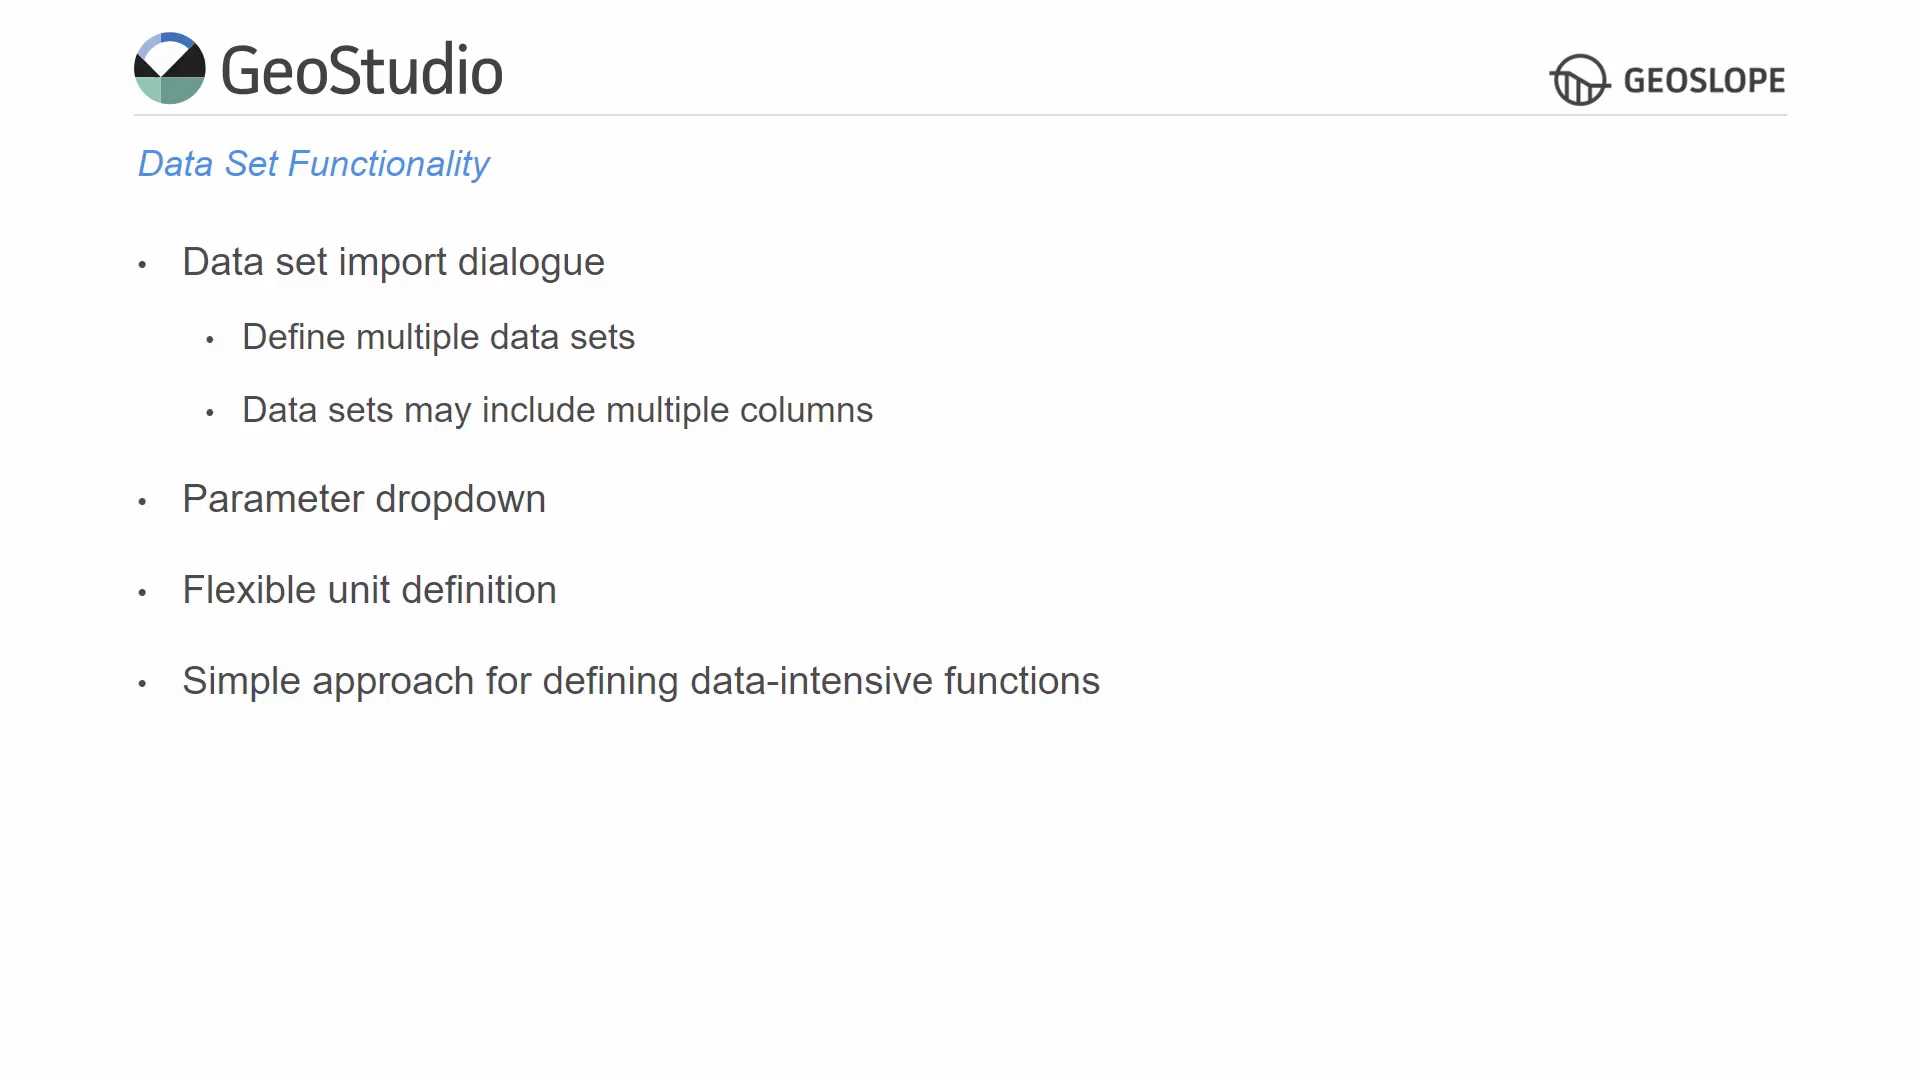 GeoStudio
GEOSLOPE
Data Set Functionality
• Data set import dialogue
• Define multiple data sets
• Data sets may include multiple columns
• Parameter dropdown
• Flexible unit definition
• Simple approach for defining data-intensive functions